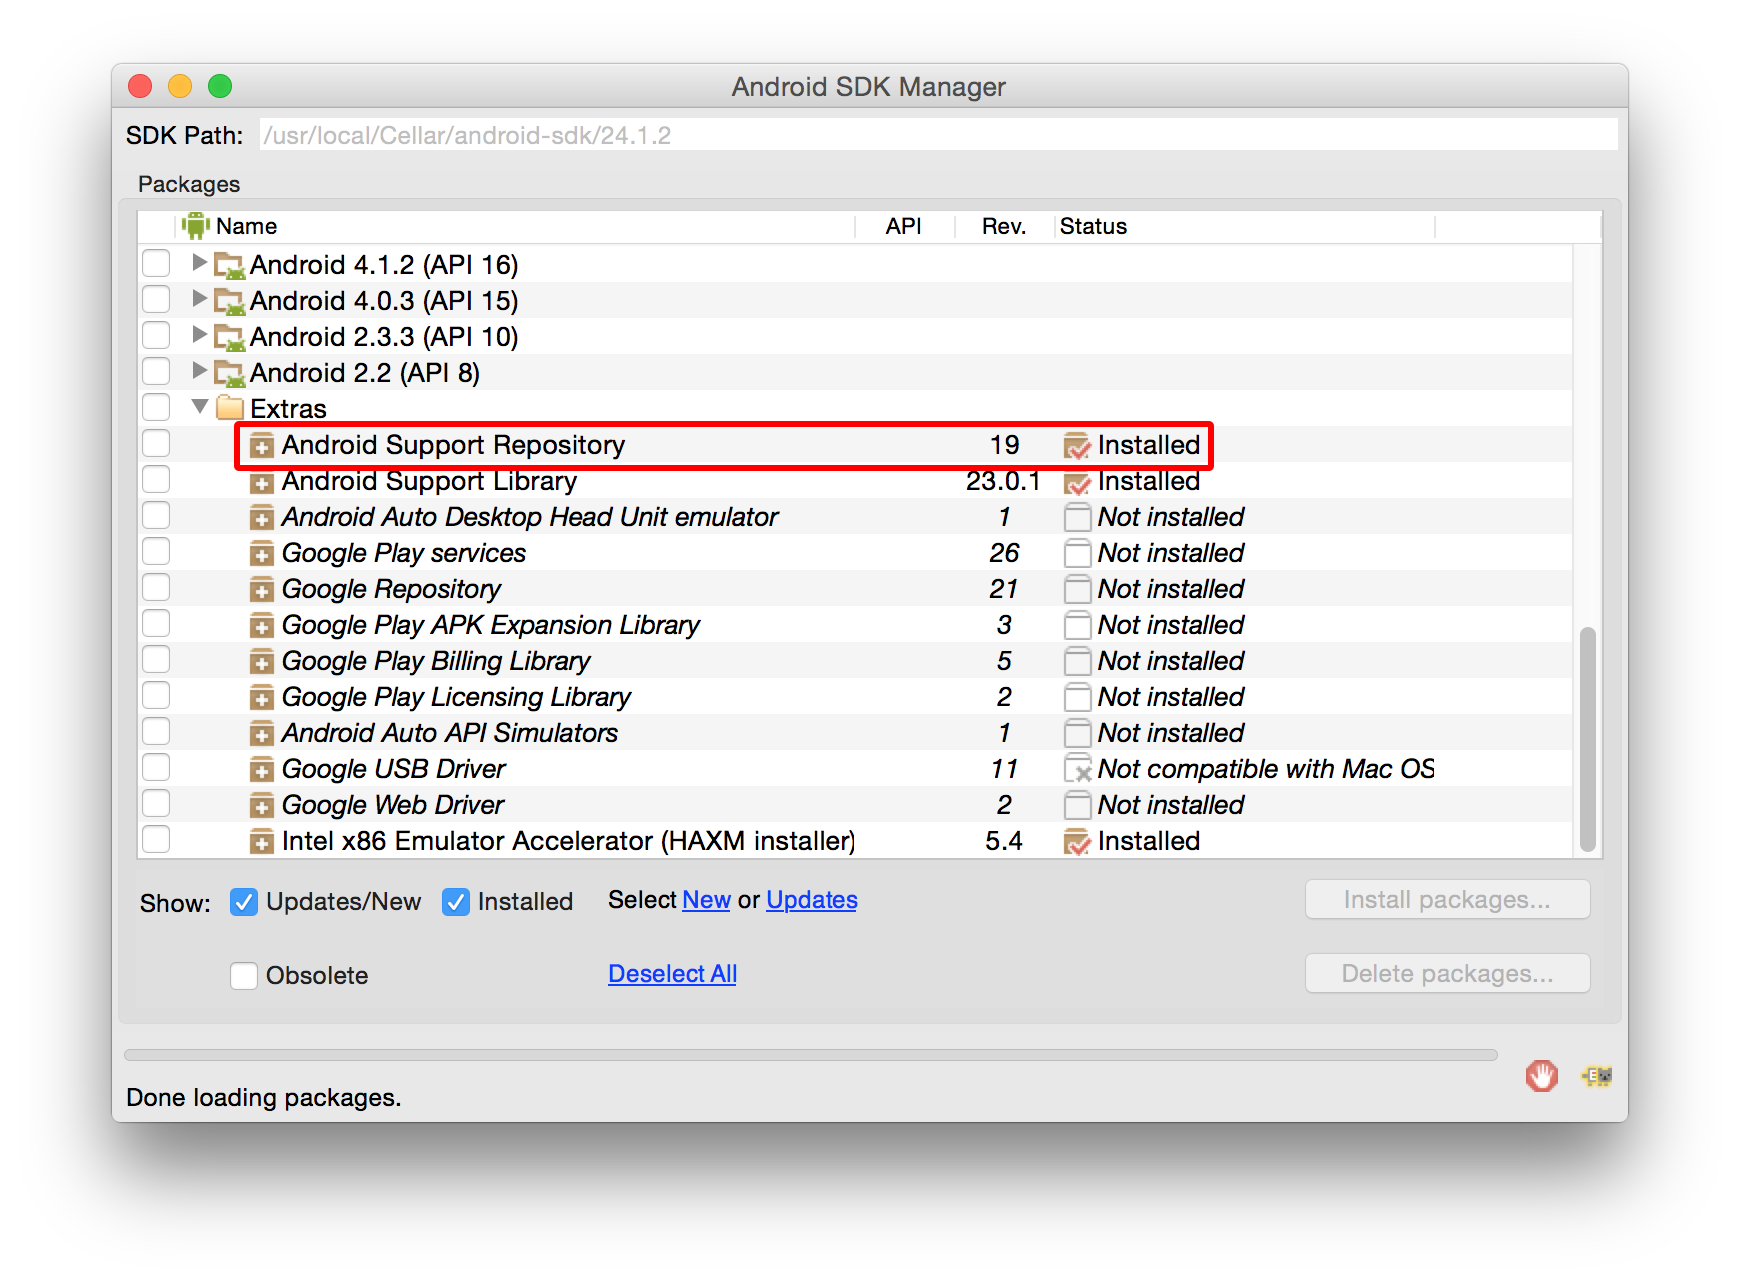 Android SDK Manager
SDK Path: /usr/local/Cellar/android-sdk/24.1.2
Packages
Name API Rev. Status
Android 4.1.2 (API 16)
Android 4.0.3 (API 15)
Android 2.3.3 (API 10)
Android 2.2 (API 8)
Extras
Android Support Repository 19 Installed
Android Support Library 23.0.1 Installed
Android Auto Desktop Head Unit emulator 1 Not installed
Google Play services 26 Not installed
Google Repository 21 Not installed
Google Play APK Expansion Library 3 Not installed
Google Play Billing Library 5 Not installed
Google Play Licensing Library 2 Not installed
Android Auto API Simulators 1 Not installed
Google USB Driver 11 Not compatible with Mac OS
Google Web Driver 2 Not installed
Intel x86 Emulator Accelerator (HAXM installer) 5.4 Installed
Show: Updates/New Installed Select New or Updates Install packages...
Obsolete Deselect All Delete packages...
Done loading packages.